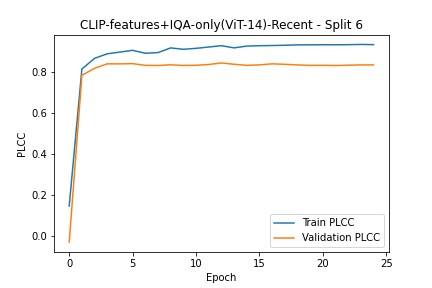 CLIP-features+IQA-only(ViT-14)-Recent - Split 6
PLCC
0.8
0.6
0.4
0.2
0.0
0 5 10 15 20 25
Epoch
Train PLCC
Validation PLCC